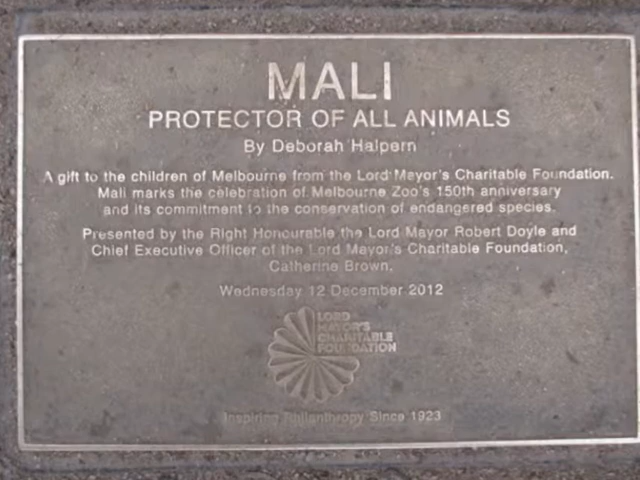 MALI
PROTECTOR OF ALL ANIMALS
By Deborah Halpern
A gift to the children of Melbourne from the Lord Mayor's Charitable Foundation.
Mali marks the celebration of Melbourne Zoo's 150th anniversary
and its commitment to the conservation of endangered species.
Presented by the Right Honourable the Lord Mayor Robert Doyle and
Chief Executive Officer of the Lord Mayor's Charitable Foundation,
Catherine Brown.
Wednesday 12 December 2012
LORD
MAYOR'S
CHARITABLE
FOUNDATION
Inspiring Philanthropy Since 1923